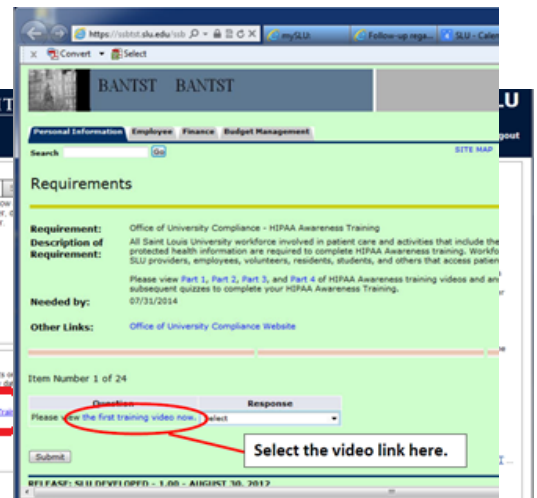 https://ssbtst.slu.edu/ssb
mySLU:
Follow-up rega...
SLU - Calen
x Convert Select
BANTST BANTST
LU
gout
Personal Information Employee Finance Budget Management
Search Go
SITE MAP
Requirements
Requirement: Office of University Compliance - HIPAA Awareness Training
Description of Requirement: All Saint Louis University workforce involved in patient care and activities that include the
protected health information are required to complete HIPAA Awareness training. Workfo
SLU providers, employees, volunteers, residents, students, and others that access patien
Please view Part 1, Part 2, Part 3, and Part 4 of HIPAA Awareness training videos and an
subsequent quizzes to complete your HIPAA Awareness Training.
Needed by: 07/31/2014
Other Links: Office of University Compliance Website
Item Number 1 of 24
Question Response
Please view the first training video now. Select
Select the video link here.
Submit
RELEASE: SLU DEVELOPED - 1.00 - AUGUST 30, 2012